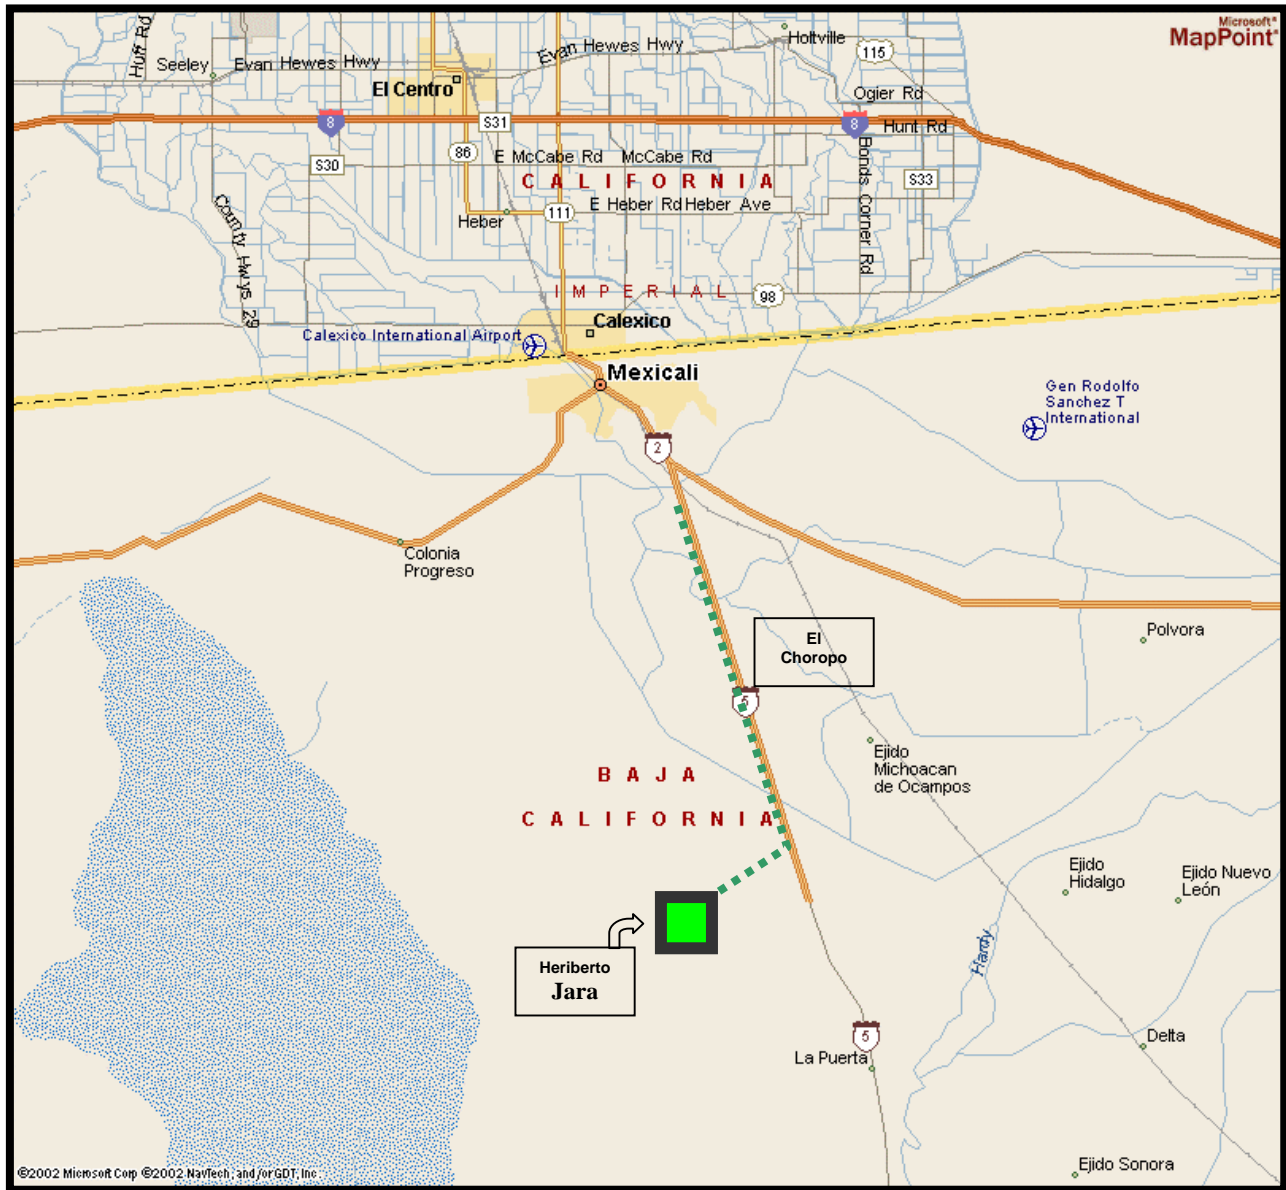 Microsoft®
MapPoint®
Huff Rd
Seeley
Evan Hewes Hwy
Evan Hewes Hwy
Holtville
115
El Centro
Ogier Rd
8
S31
8
Hunt Rd
86
E McCabe Rd
McCabe Rd
S30
CALIFORNIA
Bonds Corner Rd
S33
County Hwys 29
Heber
111
E Heber Rd
Heber Ave
IMPERIAL
98
Calexico
Calexico International Airport
Mexicali
Gen Rodolfo
Sanchez T
International
2
Colonia
Progreso
El
Choropo
Polvora
5
Ejido
Michoacan
de Ocampos
BAJA
CALIFORNIA
Ejido
Hidalgo
Ejido Nuevo
León
Hardy
Heriberto
Jara
5
La Puerta
Delta
Ejido Sonora
©2002 Microsoft Corp ©2002 NavTech, and/or GDT, Inc.